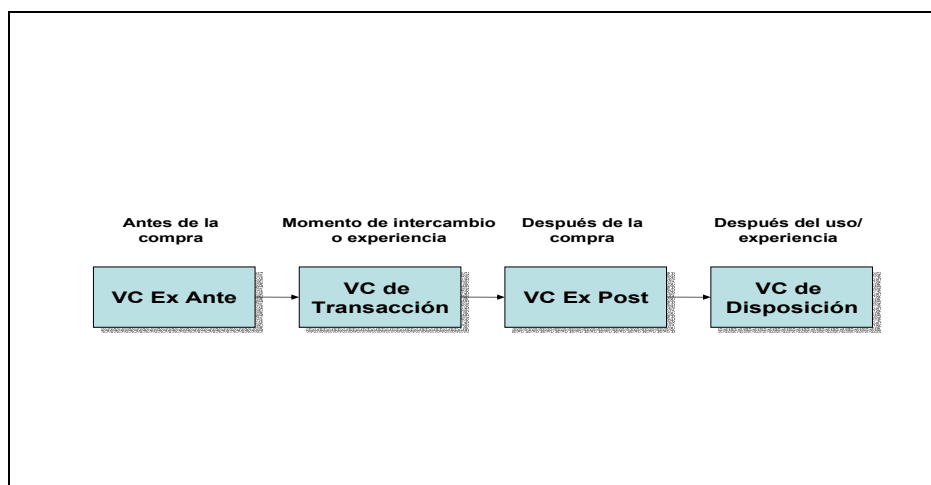 Antes de la
compra
Momento de intercambio
o experiencia
Después de la
compra
Después del uso/
experiencia
VC Ex Ante
VC de
Transacción
VC Ex Post
VC de
Disposición